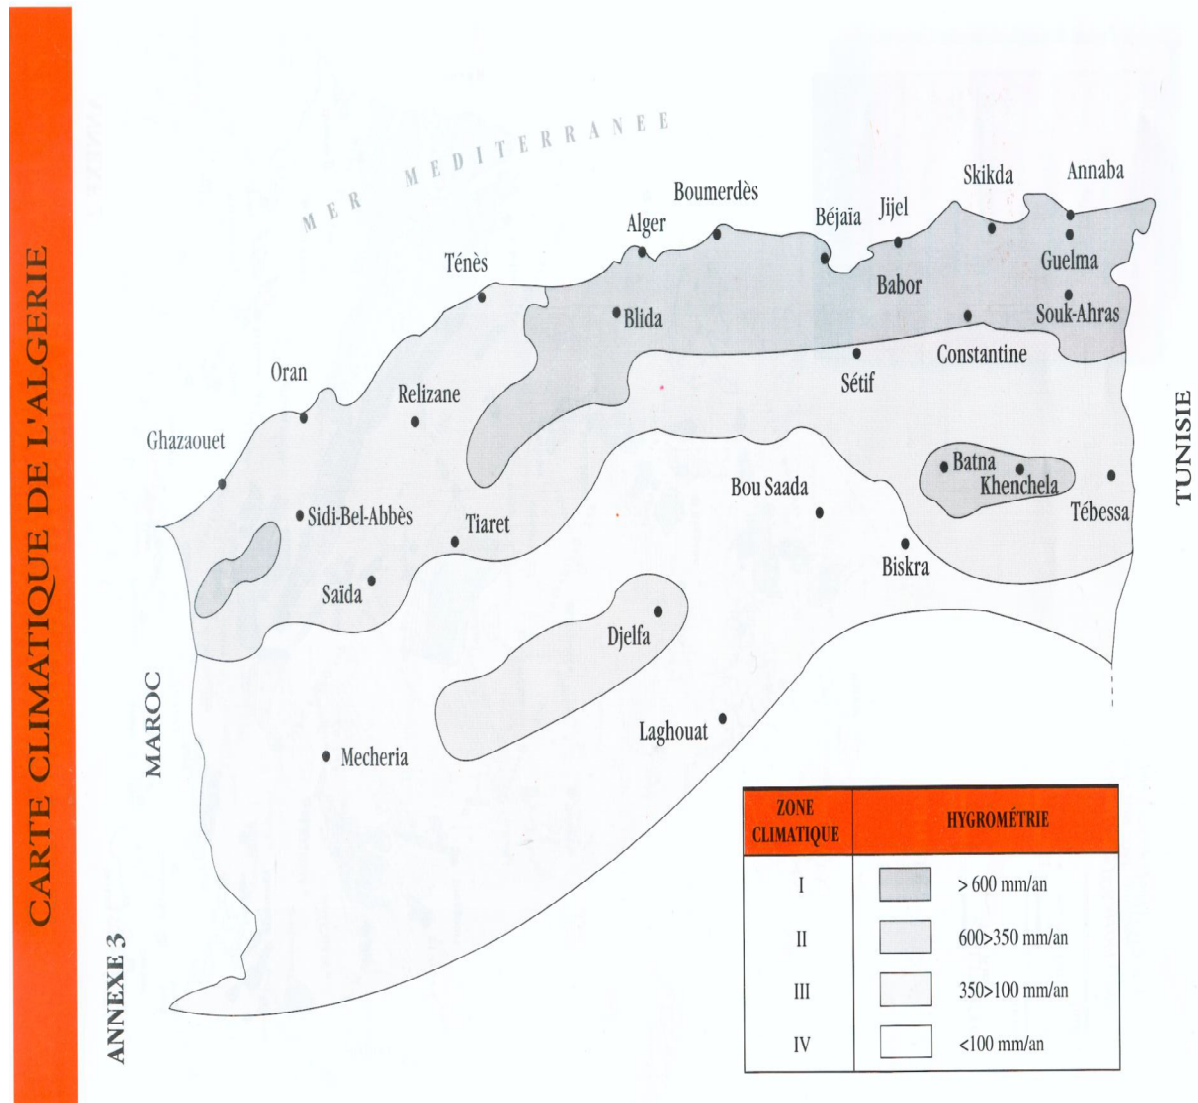 CARTE CLIMATIQUE DE L'ALGERIE
ANNEXE 3
MER MEDITERRANEE
MAROC
TUNISIE
Annaba
Skikda
Boumerdès
Jijel
Béjaïa
Alger
Guelma
Ténès
Babor
Souk-Ahras
Blida
Constantine
Oran
Sétif
Relizane
Ghazaouet
Batna
Khenchela
Bou Saada
Tébessa
Sidi-Bel-Abbès
Tiaret
Biskra
Saïda
Djelfa
Laghouat
Mecheria
ZONE CLIMATIQUE
HYGROMÉTRIE
I > 600 mm/an
II 600>350 mm/an
III 350>100 mm/an
IV <100 mm/an